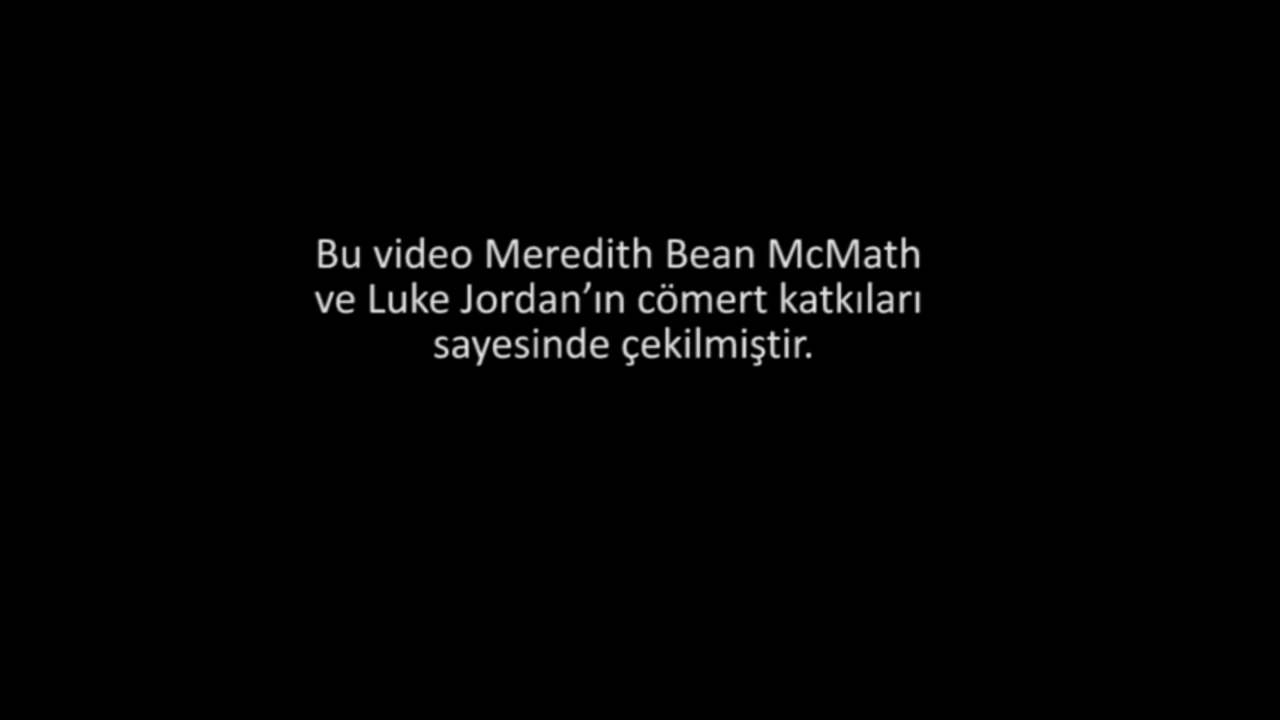 Bu video Meredith Bean McMath
ve Luke Jordan’ın cömert katkıları
sayesinde çekilmiştir.